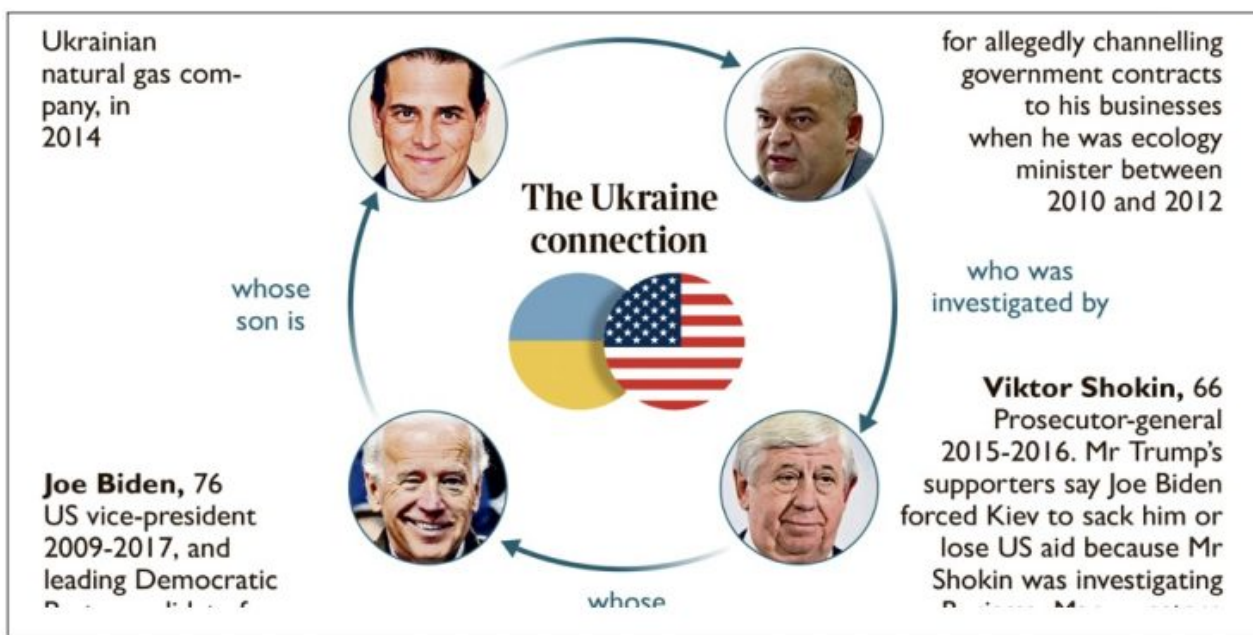 Ukrainian
natural gas com-
pany, in
2014
for allegedly channelling
government contracts
to his businesses
when he was ecology
minister between
2010 and 2012
The Ukraine
connection
whose
son is
who was
investigated by
Joe Biden, 76
US vice-president
2009-2017, and
leading Democratic
Viktor Shokin, 66
Prosecutor-general
2015-2016. Mr Trump’s
supporters say Joe Biden
forced Kiev to sack him or
lose US aid because Mr
Shokin was investigating
whose